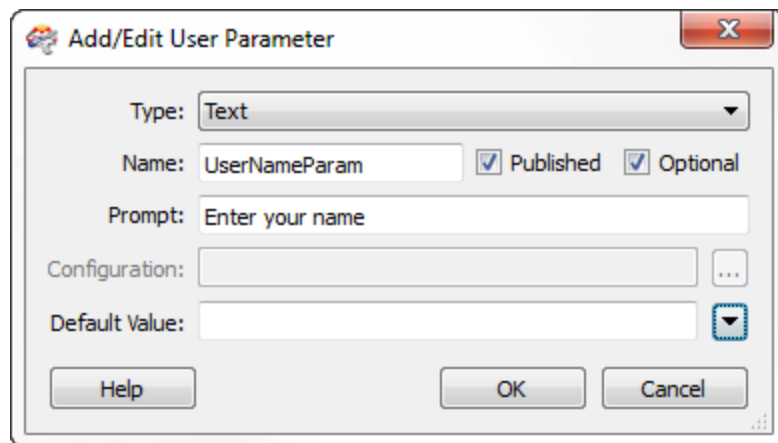 Add/Edit User Parameter
Type: Text
Name: UserNameParam Published Optional
Prompt: Enter your name
Configuration: ...
Default Value:
Help OK Cancel